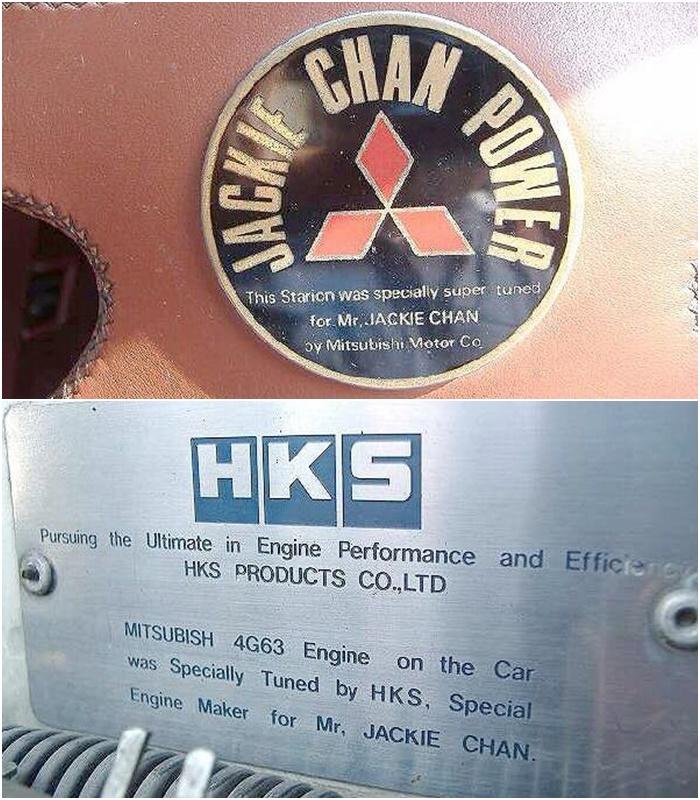 JACKIE CHAN POWER
This Starion was specially super tuned
for Mr. JACKIE CHAN
by Mitsubishi Motor Co.
HKS
Pursuing the Ultimate in Engine Performance and Efficiency
HKS PRODUCTS CO.,LTD
MITSUBISH 4G63 Engine on the Car
was Specially Tuned by HKS, Special
Engine Maker for Mr, JACKIE CHAN.